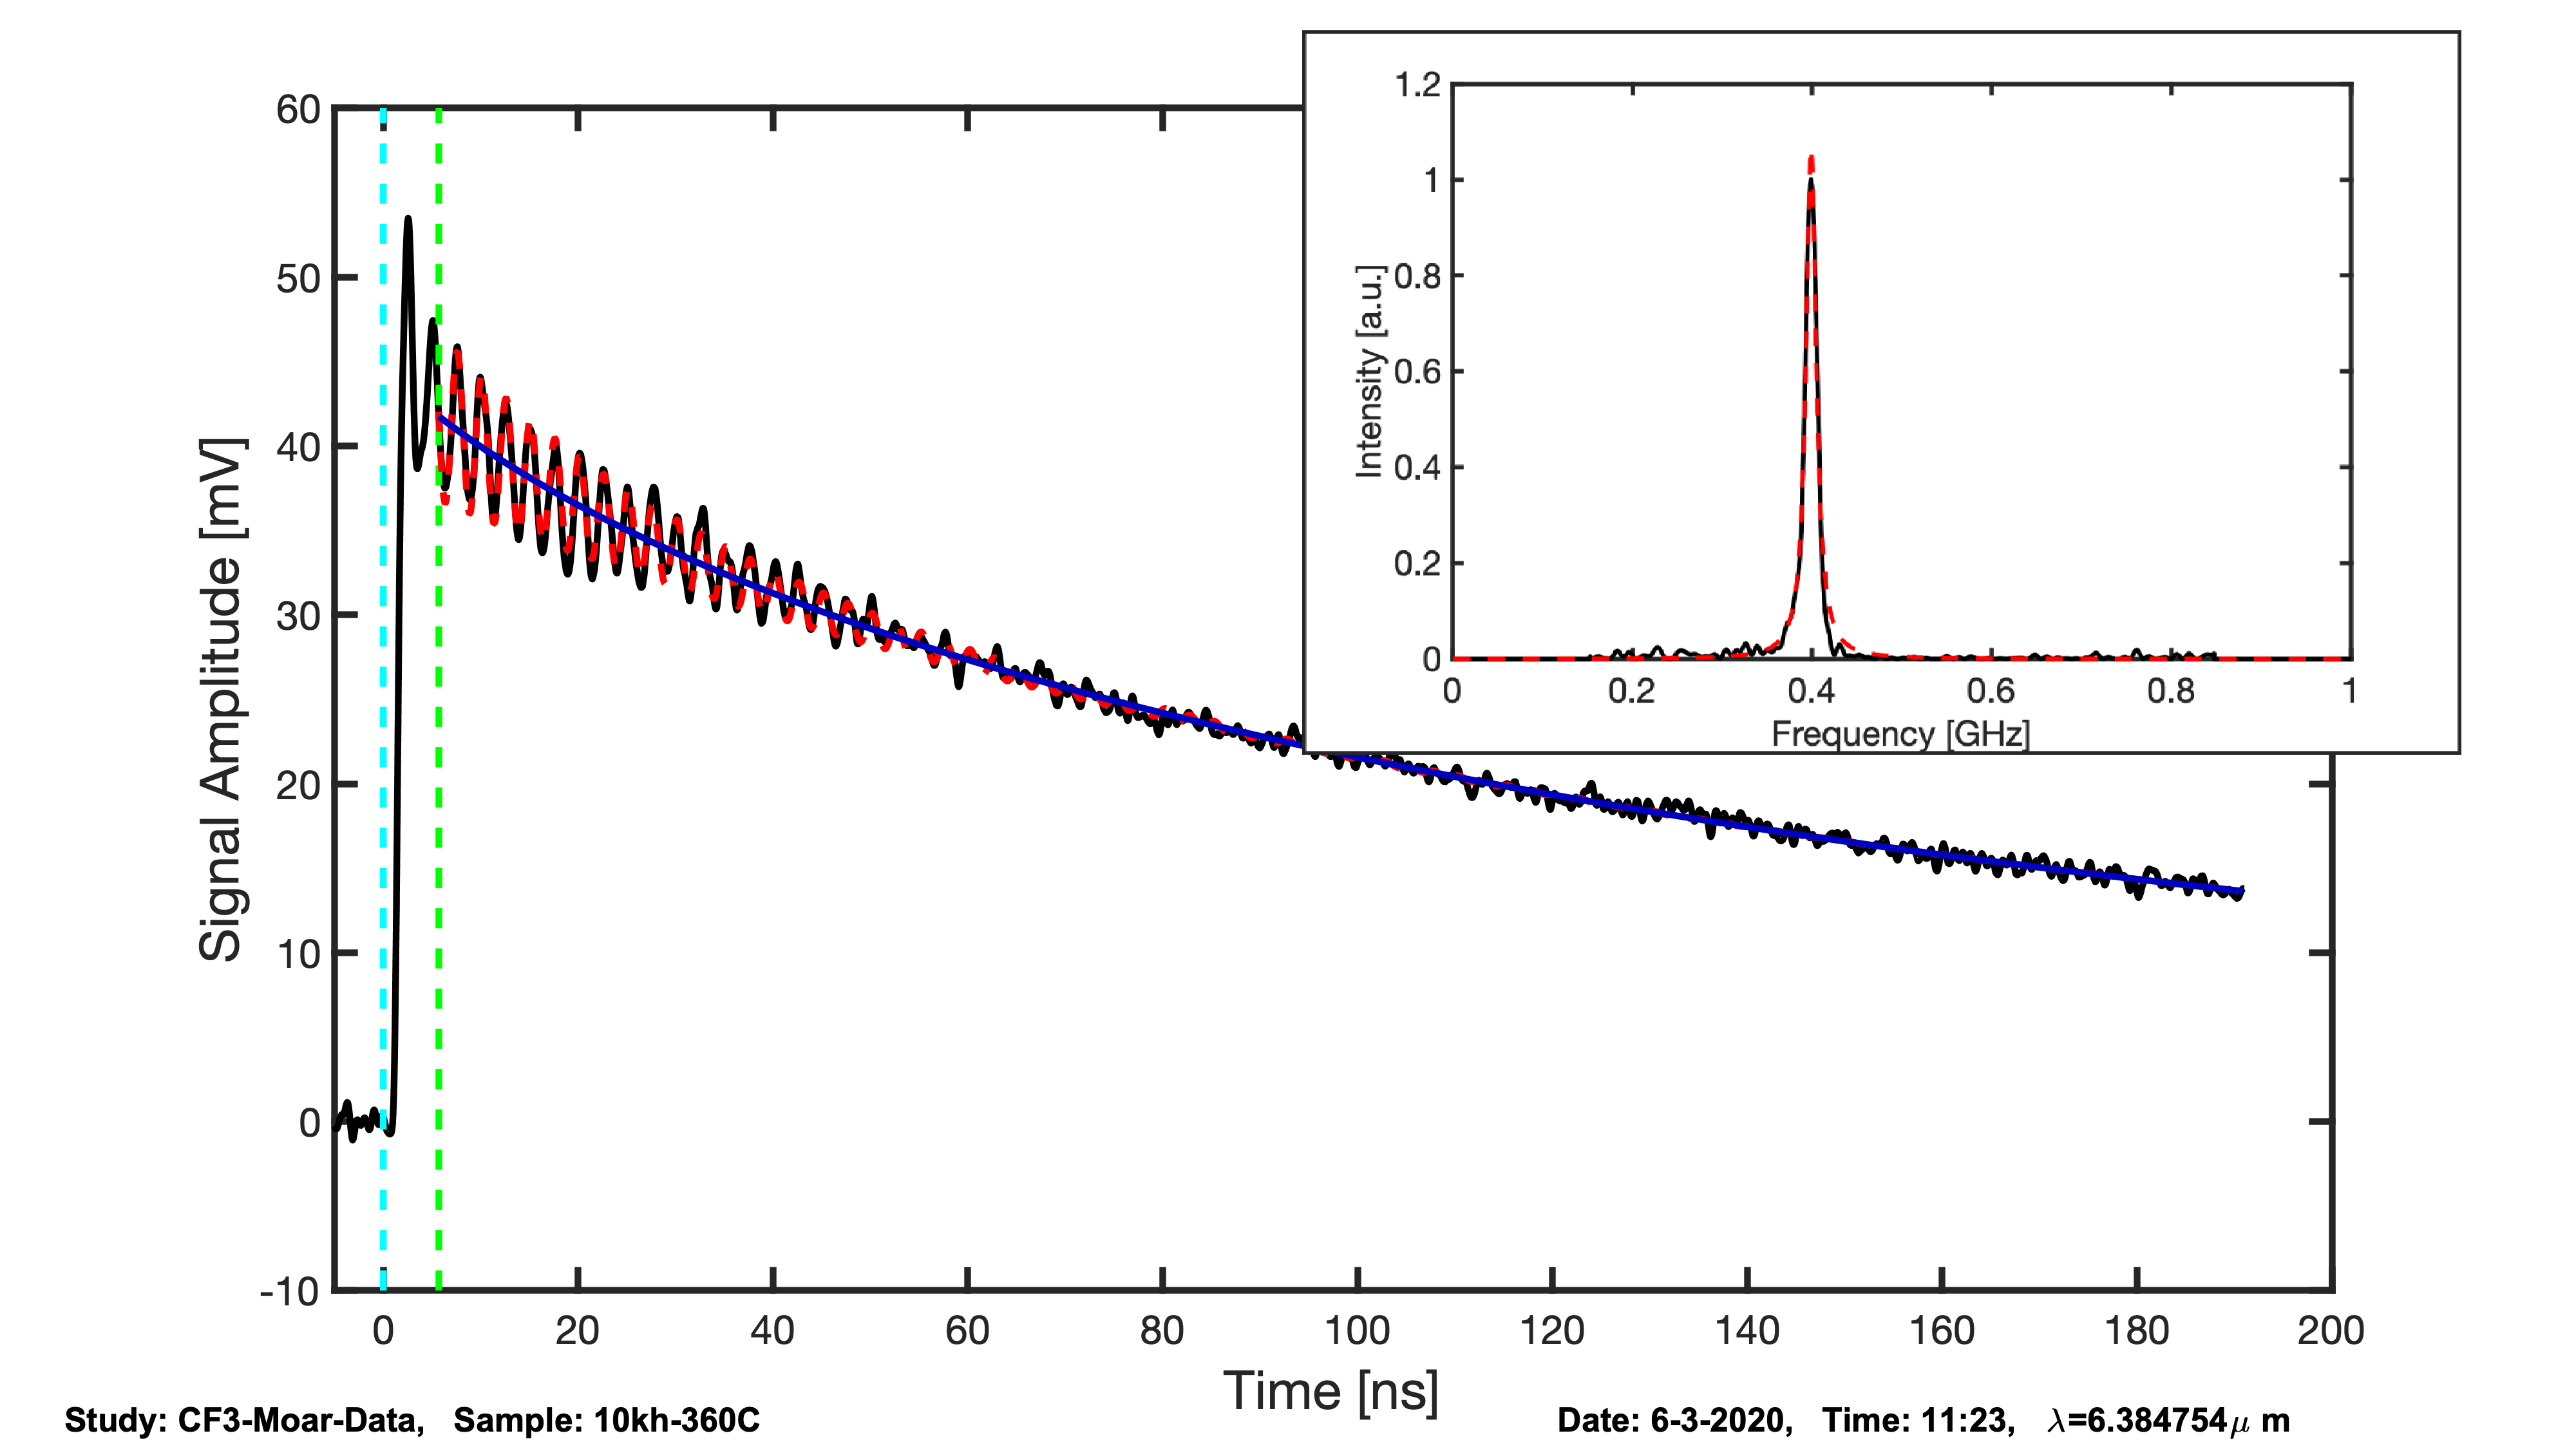 1.2
1
0.8
0.6
0.4
0.2
0
Intensity [a.u.]
0 0.2 0.4 0.6 0.8 1
Frequency [GHz]
60
50
40
30
20
10
0
-10
Signal Amplitude [mV]
0 20 40 60 80 100 120 140 160 180 200
Time [ns]
Study: CF3-Moar-Data, Sample: 10kh-360C
Date: 6-3-2020, Time: 11:23, λ=6.384754μ m